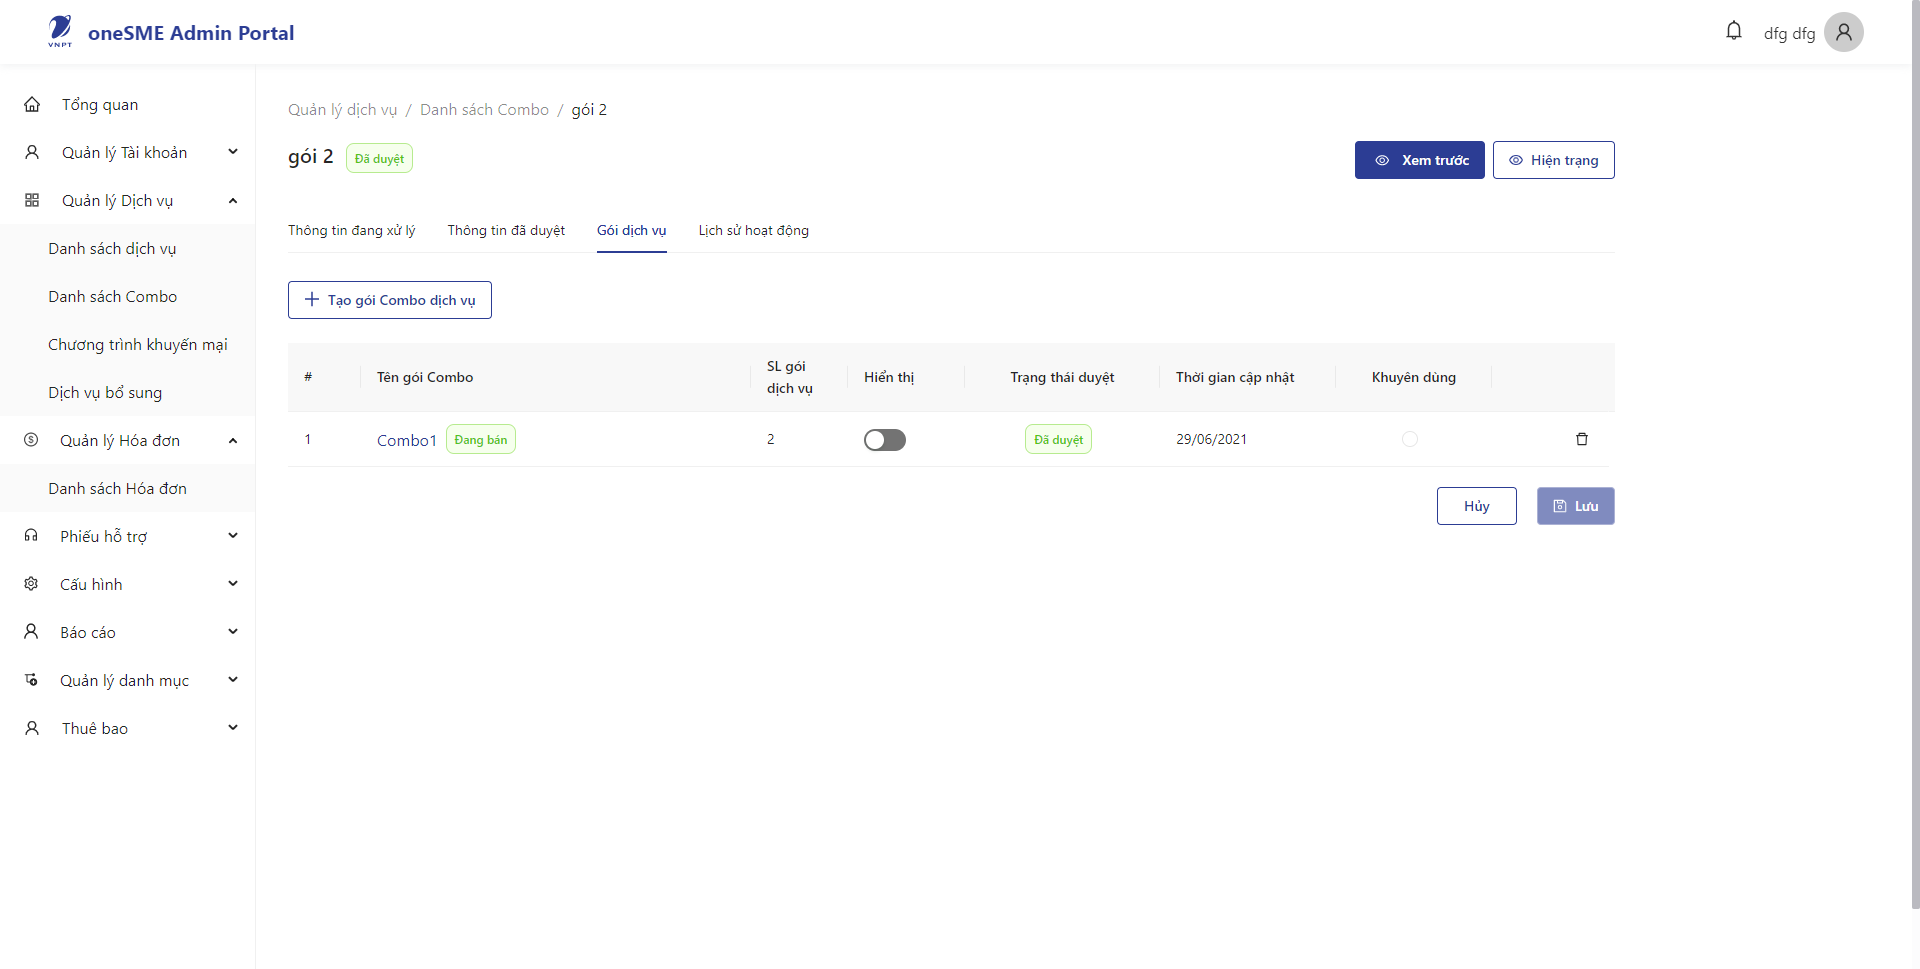 VNPT
oneSME Admin Portal
dfg dfg
Tổng quan
Quản lý Tài khoản
Quản lý Dịch vụ
Danh sách dịch vụ
Danh sách Combo
Chương trình khuyến mại
Dịch vụ bổ sung
Quản lý Hóa đơn
Danh sách Hóa đơn
Phiếu hỗ trợ
Cấu hình
Báo cáo
Quản lý danh mục
Thuê bao
Quản lý dịch vụ / Danh sách Combo / gói 2
gói 2 Đã duyệt
Xem trước Hiện trạng
Thông tin đang xử lý Thông tin đã duyệt Gói dịch vụ Lịch sử hoạt động
Tạo gói Combo dịch vụ
# Tên gói Combo SL gói dịch vụ Hiển thị Trạng thái duyệt Thời gian cập nhật Khuyên dùng
1 Combo1 Đang bán 2 Đã duyệt 29/06/2021
Hủy Lưu